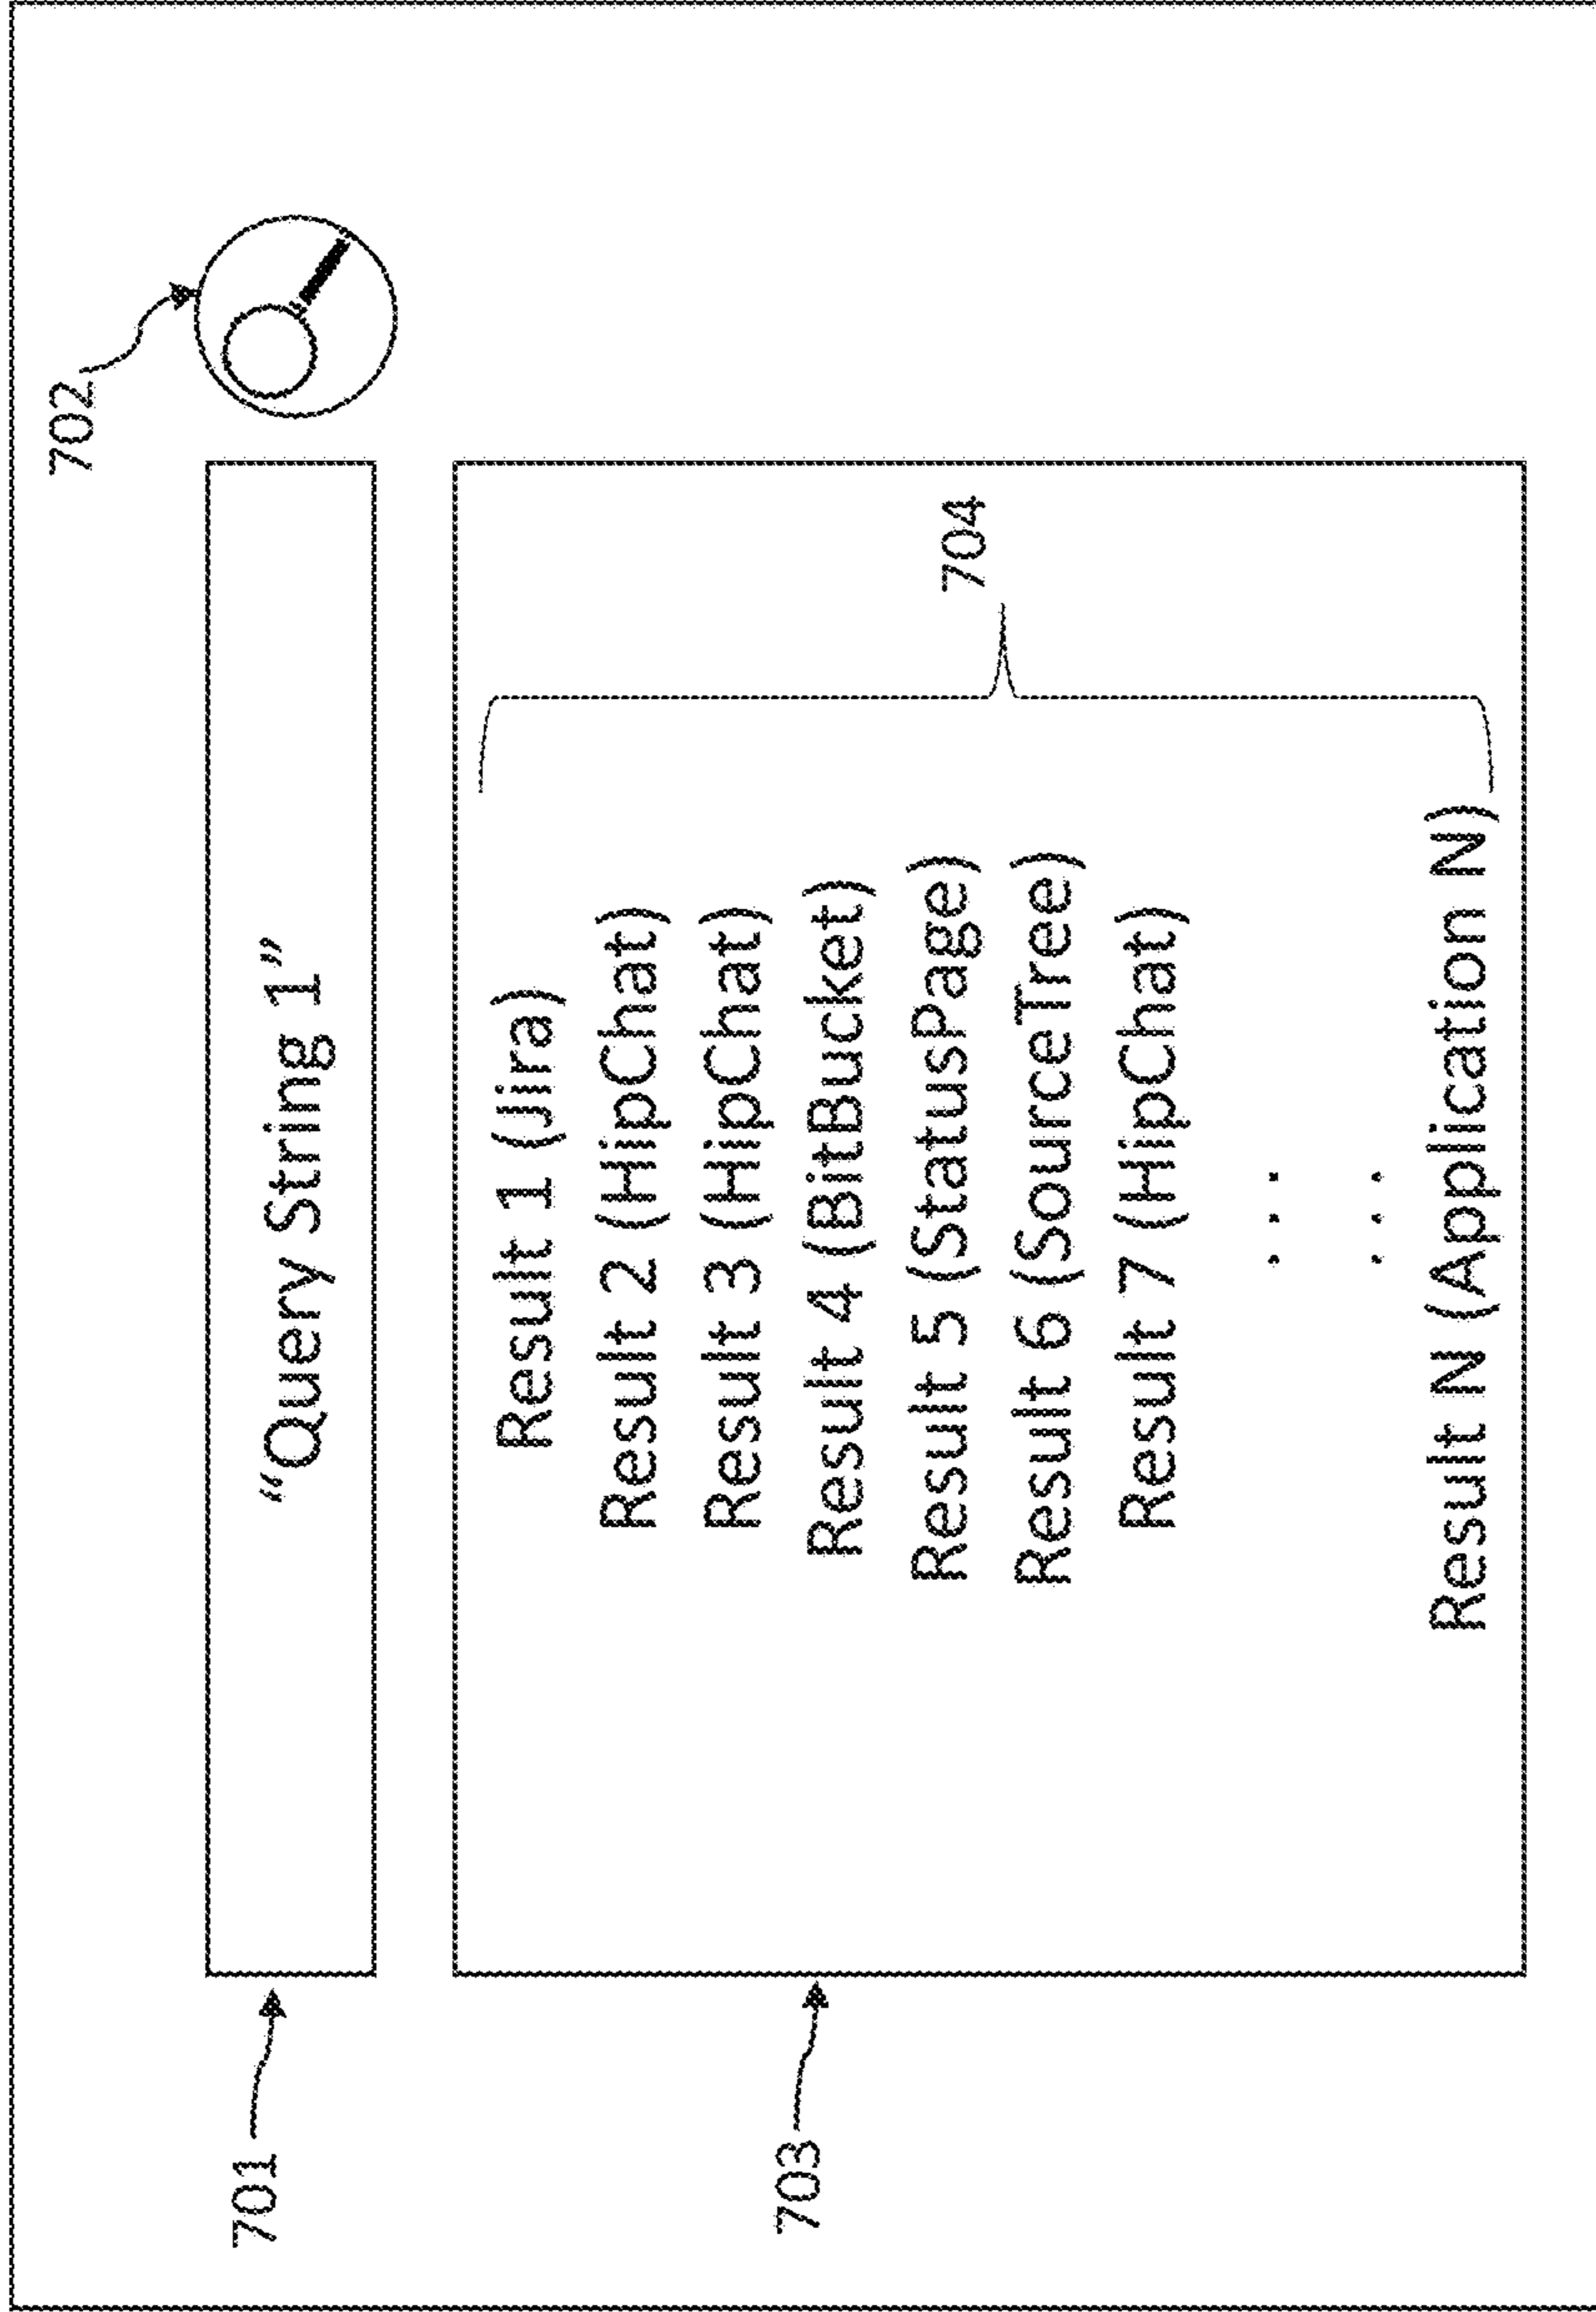 702
701
“Query String 1”
703
Result 1 (Jira)
Result 2 (HipChat)
Result 3 (HipChat)
Result 4 (BitBucket)
Result 5 (StatusPage)
Result 6 (SourceTree)
Result 7 (HipChat)
. . .
. . .
Result N (Application N)
704